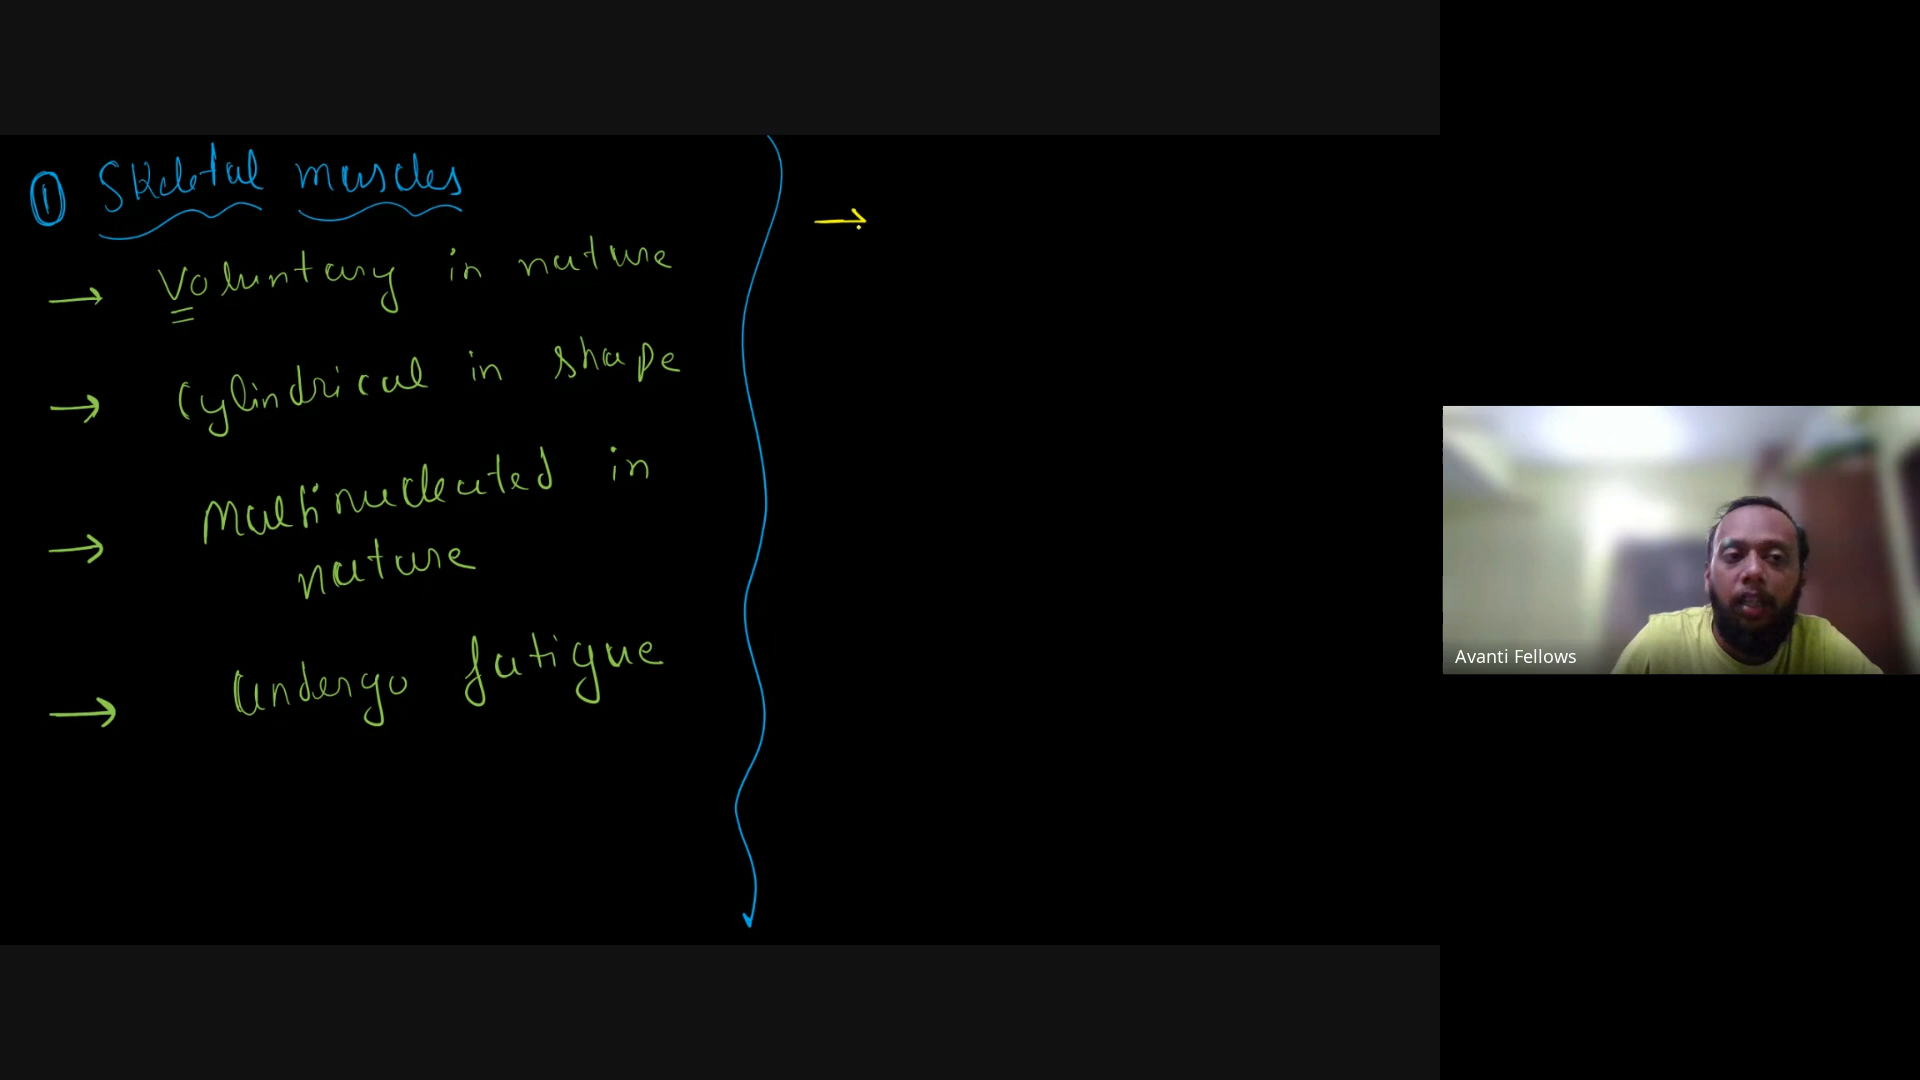 ① Skeletal muscles
→ Voluntary in nature
→ Cylindrical in shape
→ Multinucleated in
nature
→ Undergo fatigue
→
Avanti Fellows